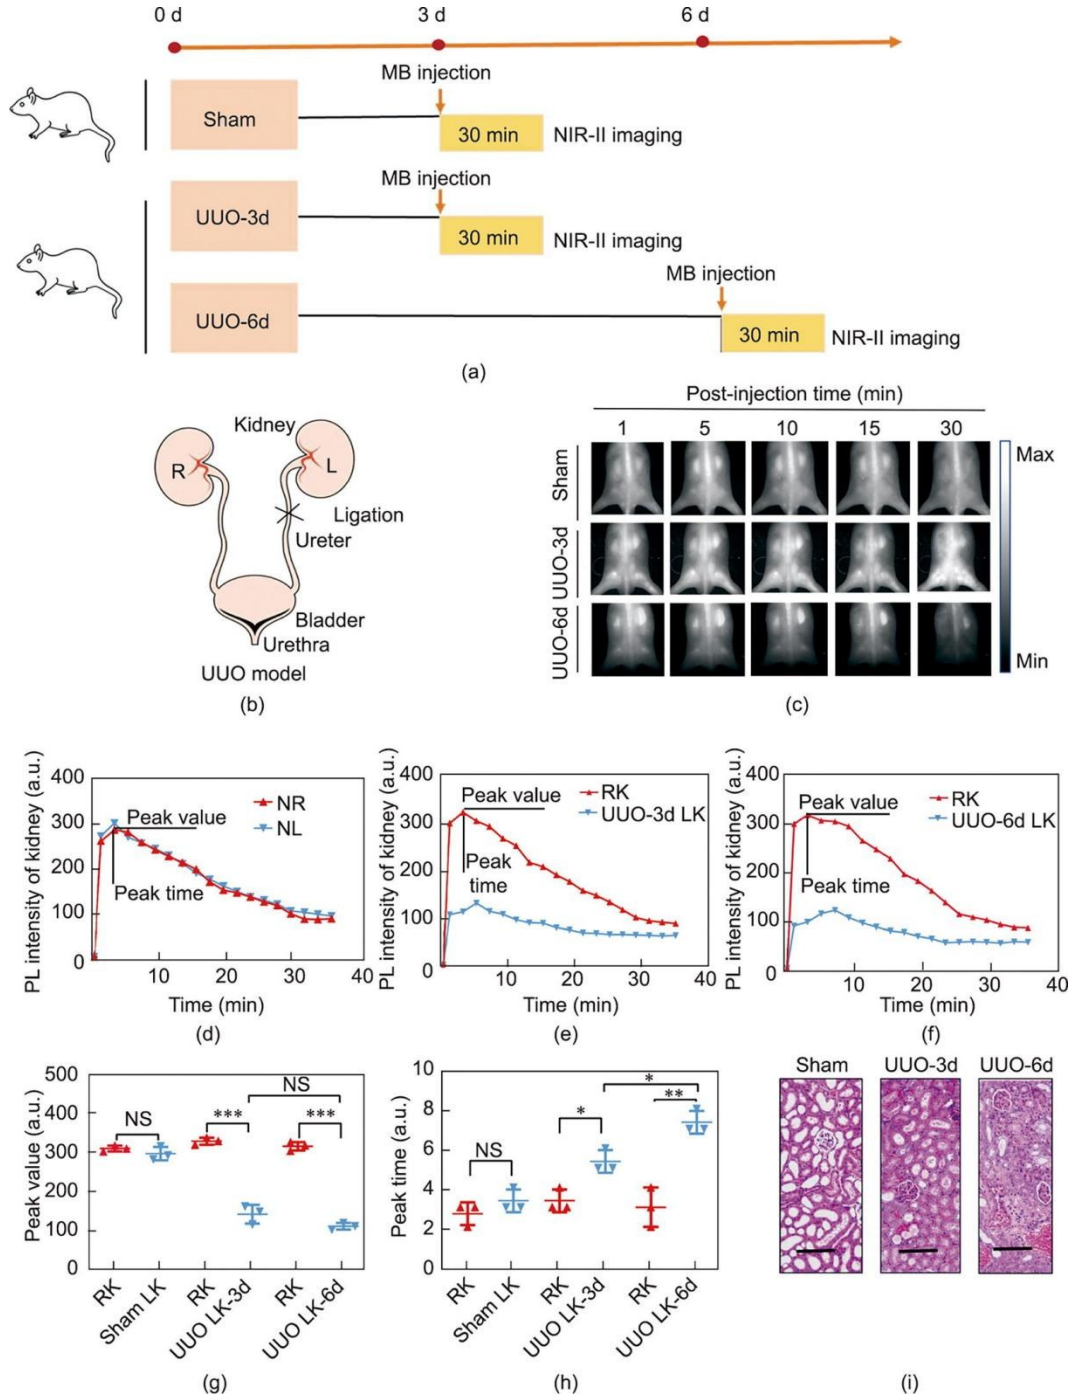 0 d 3 d 6 d
MB injection
Sham
30 min
NIR-II imaging
MB injection
UUO-3d
30 min
NIR-II imaging
MB injection
UUO-6d
30 min
NIR-II imaging
(a)
Kidney
R
L
Ligation
Ureter
Bladder
Urethra
UUO model
(b)
Post-injection time (min)
1 5 10 15 30
Sham
UUO-3d
UUO-6d
Max
Min
(c)
PL intensity of kidney (a.u.)
400
300
200
100
0
NR
NL
Peak value
Peak time
0 10 20 30 40
Time (min)
(d)
PL intensity of kidney (a.u.)
400
300
200
100
0
Peak value
RK
UUO-3d LK
Peak
time
0 10 20 30 40
Time (min)
(e)
PL intensity of kidney (a.u.)
400
300
200
100
0
Peak value
RK
UUO-6d LK
Peak time
0 10 20 30 40
Time (min)
(f)
Peak value (a.u.)
500
400
300
200
100
0
NS
NS
***
***
RK
Sham LK
RK
UUO LK-3d
RK
UUO LK-6d
(g)
Peak time (a.u.)
10
8
6
4
2
0
*
**
*
NS
RK
Sham LK
RK
UUO LK-3d
RK
UUO LK-6d
(h)
Sham UUO-3d UUO-6d
(i)